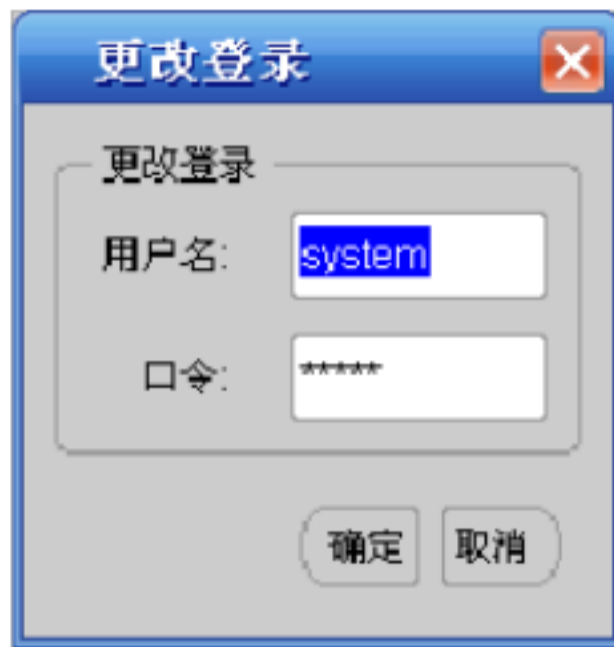 更改登录
更改登录
用户名: system
口令: *****
确定 取消